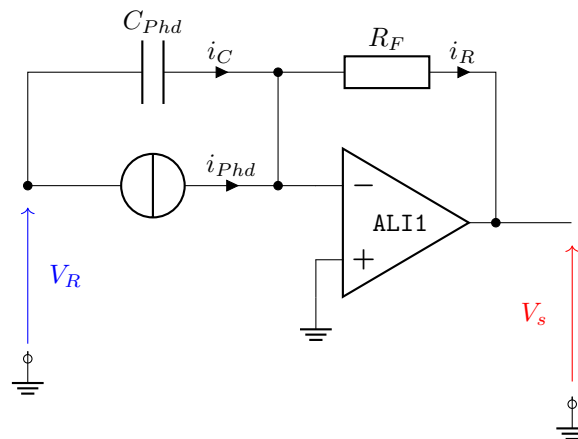 C_{Phd}
i_C
R_F
i_R
i_{Phd}
−
ALI1
+
V_R
V_s